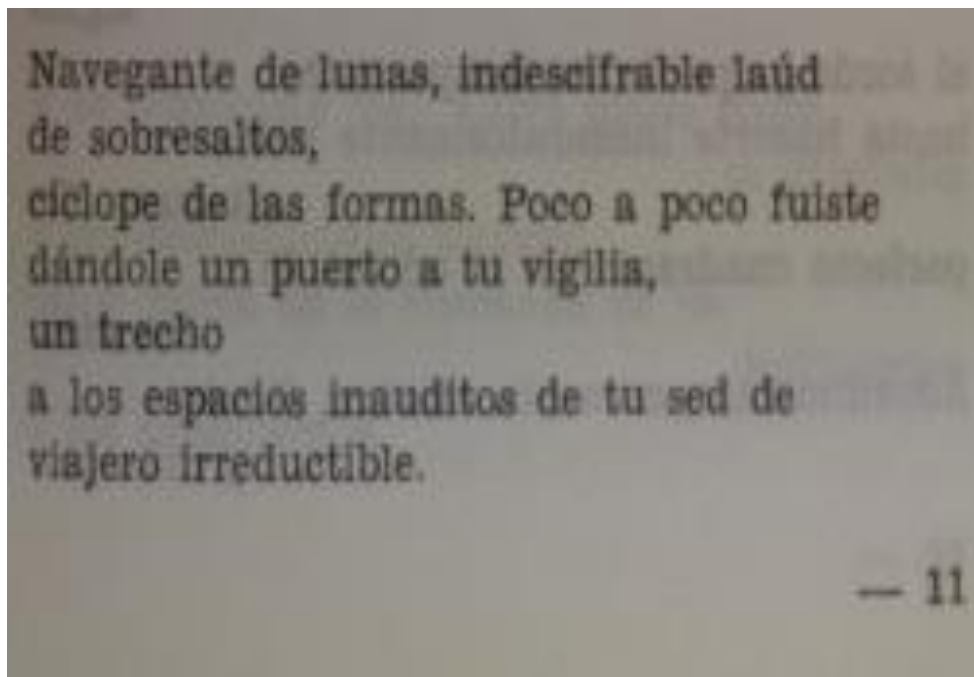 Navegante de lunas, indescifrable laúd
de sobresaltos,
cíclope de las formas. Poco a poco fuiste
dándole un puerto a tu vigilia,
un trecho
a los espacios inauditos de tu sed de
viajero irreductible.
— 11